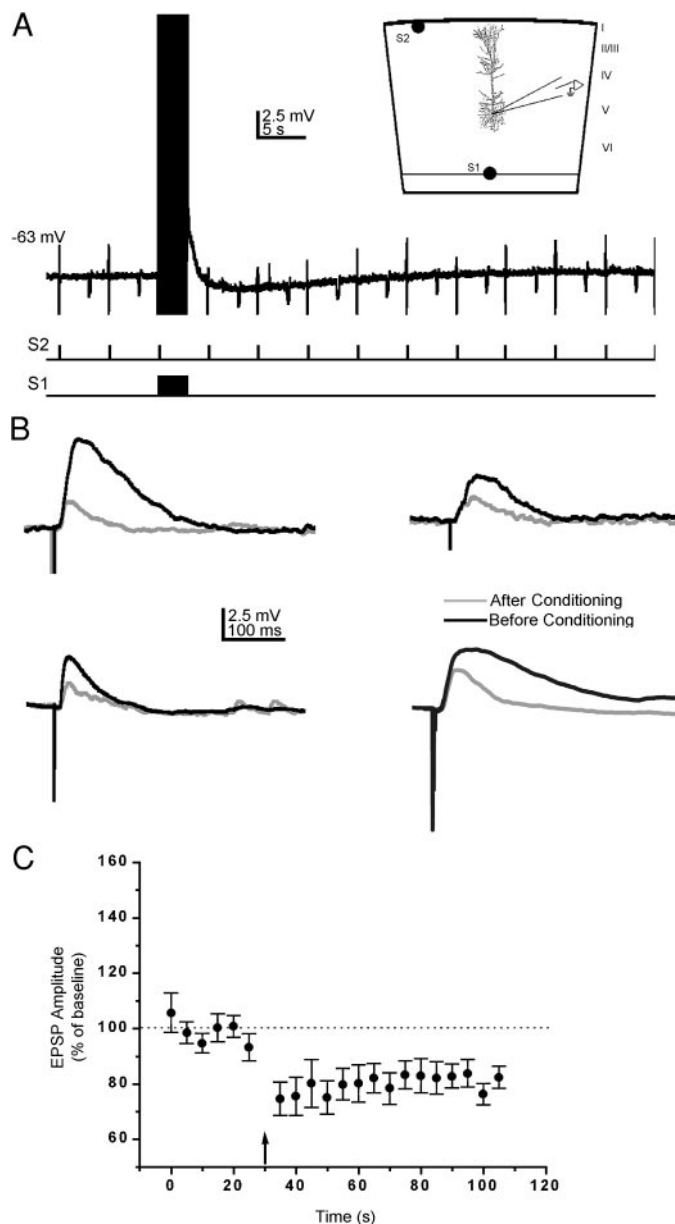 A
2.5 mV
5 s
S2
S1
I
II/III
IV
V
VI
-63 mV
S2
S1
B
2.5 mV
100 ms
After Conditioning
Before Conditioning
C
EPSP Amplitude
(% of baseline)
160
140
120
100
80
60
0 20 40 60 80 100 120
Time (s)